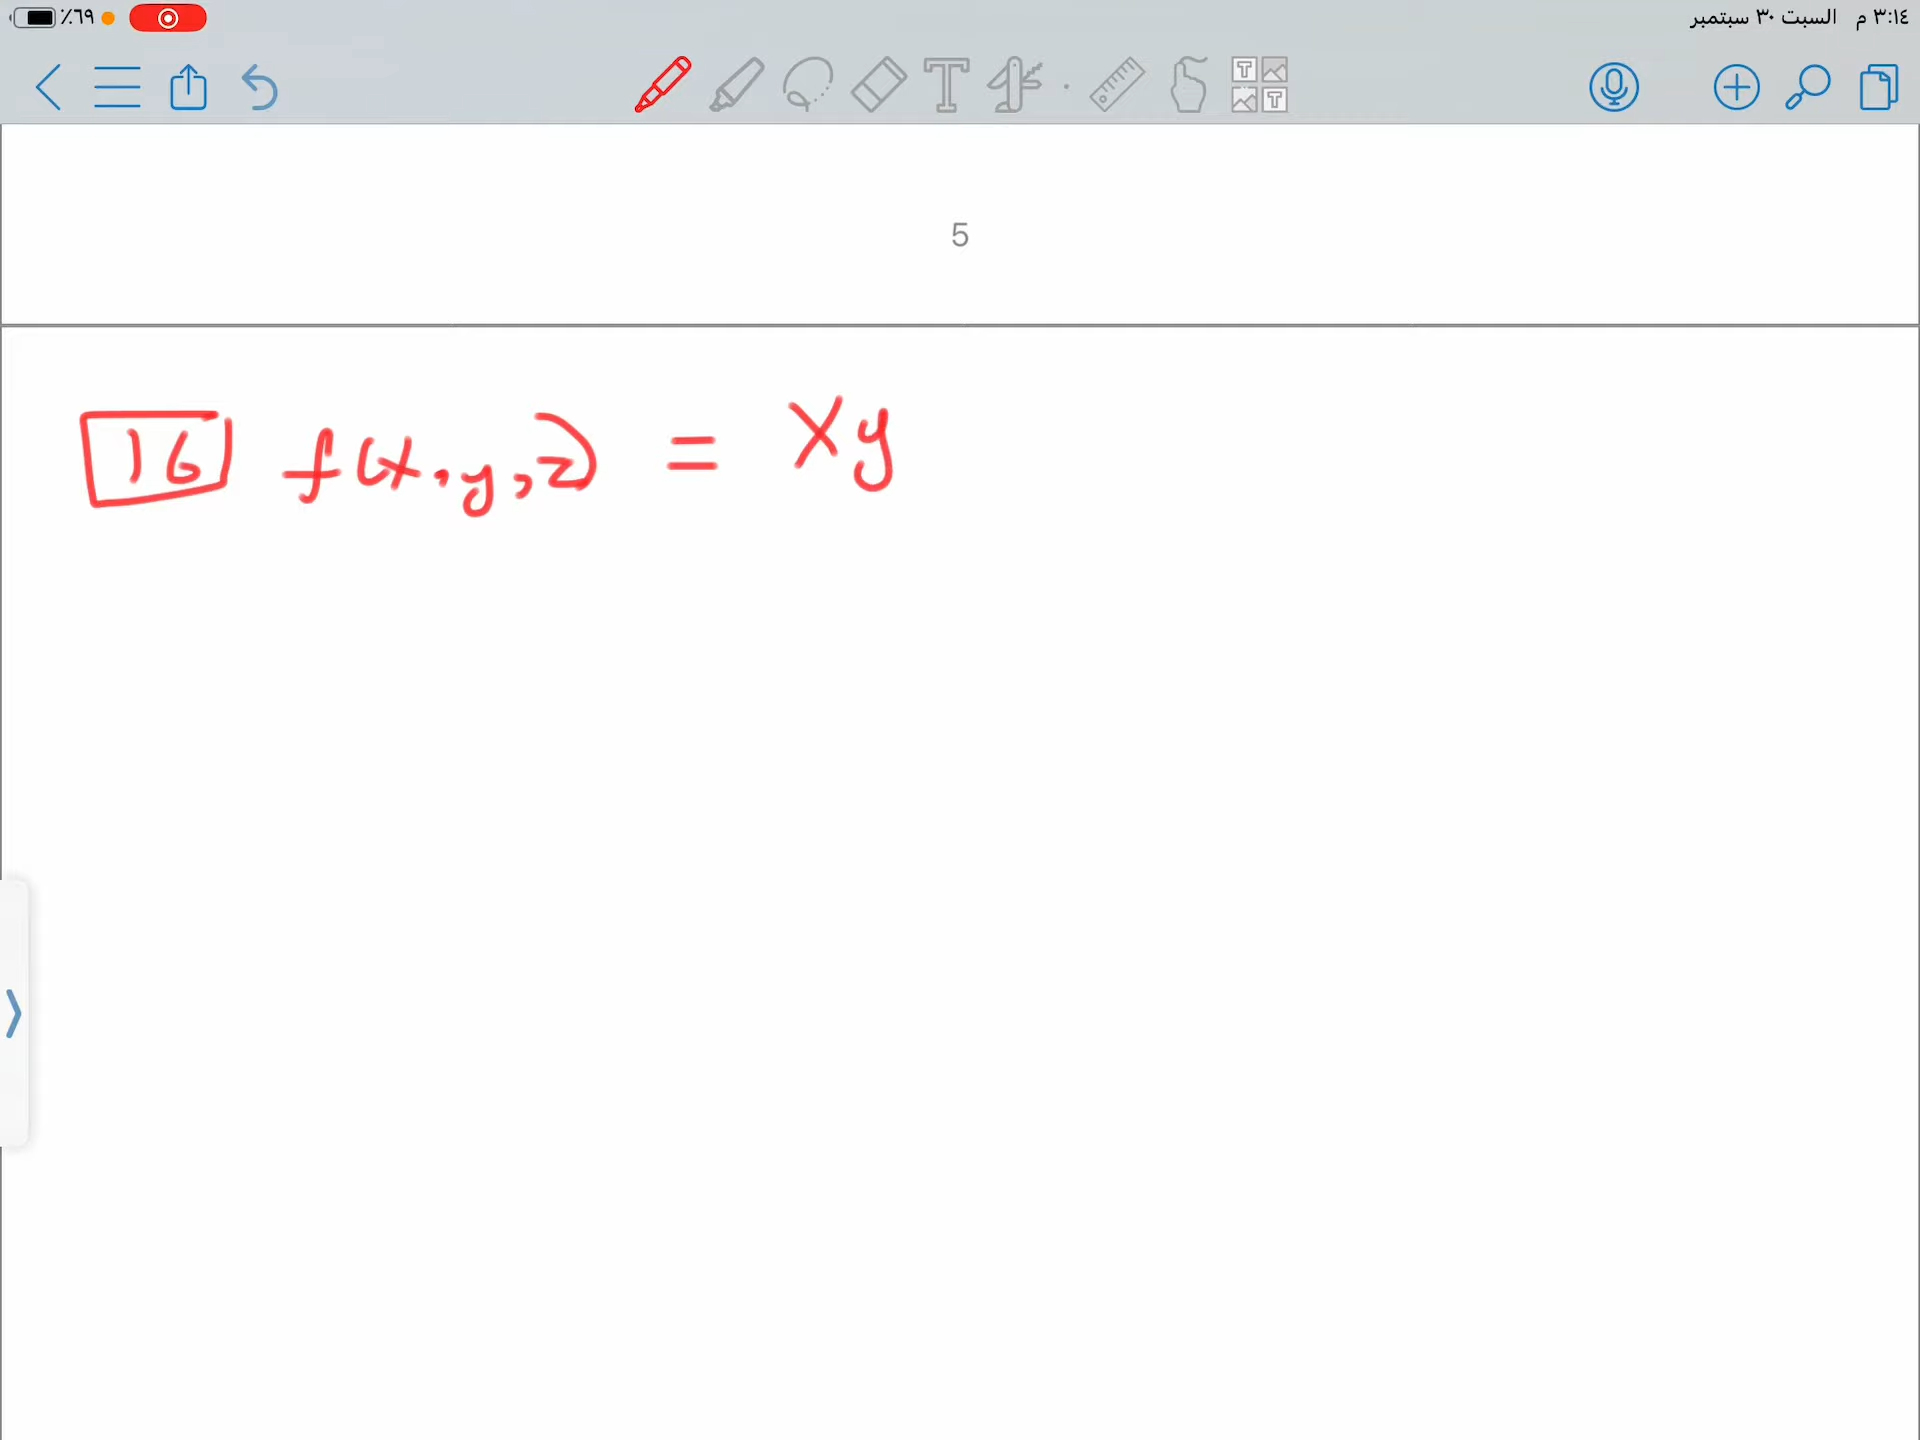 ٪٦٩ السبت ٣٠ سبتمبر ٣:١٤ م
5
16 f(x,y,z) = xy